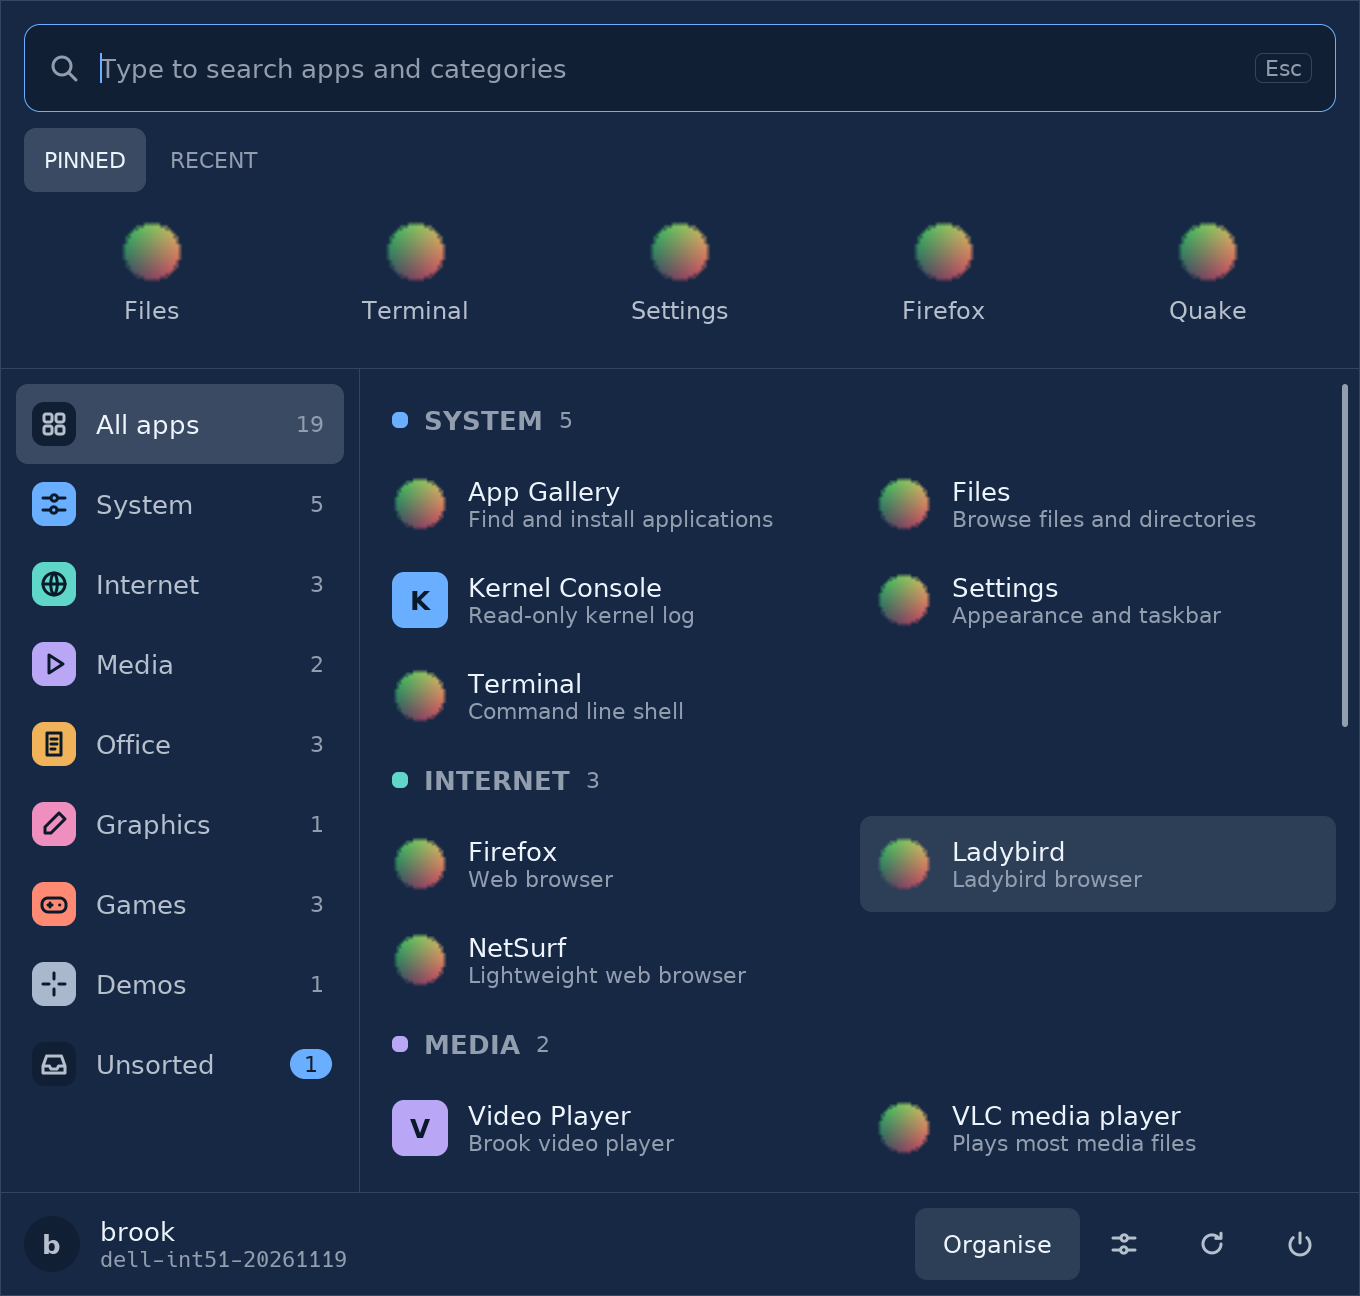 Type to search apps and categories
Esc
PINNED
RECENT
Files
Terminal
Settings
Firefox
Quake
All apps 19
System 5
Internet 3
Media 2
Office 3
Graphics 1
Games 3
Demos 1
Unsorted 1
SYSTEM 5
App Gallery
Find and install applications
Files
Browse files and directories
K
Kernel Console
Read-only kernel log
Settings
Appearance and taskbar
Terminal
Command line shell
INTERNET 3
Firefox
Web browser
Ladybird
Ladybird browser
NetSurf
Lightweight web browser
MEDIA 2
V
Video Player
Brook video player
VLC media player
Plays most media files
b
brook
dell-int51-20261119
Organise